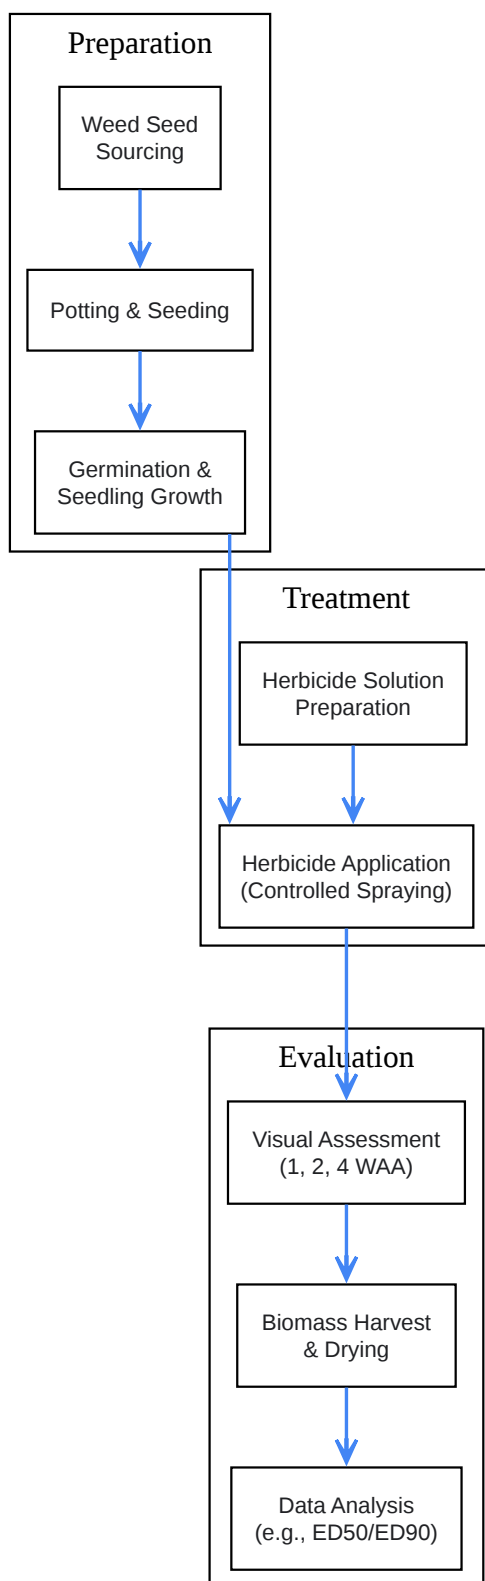 Preparation
Weed Seed
Sourcing
Potting & Seeding
Germination &
Seedling Growth
Treatment
Herbicide Solution
Preparation
Herbicide Application
(Controlled Spraying)
Evaluation
Visual Assessment
(1, 2, 4 WAA)
Biomass Harvest
& Drying
Data Analysis
(e.g., ED50/ED90)